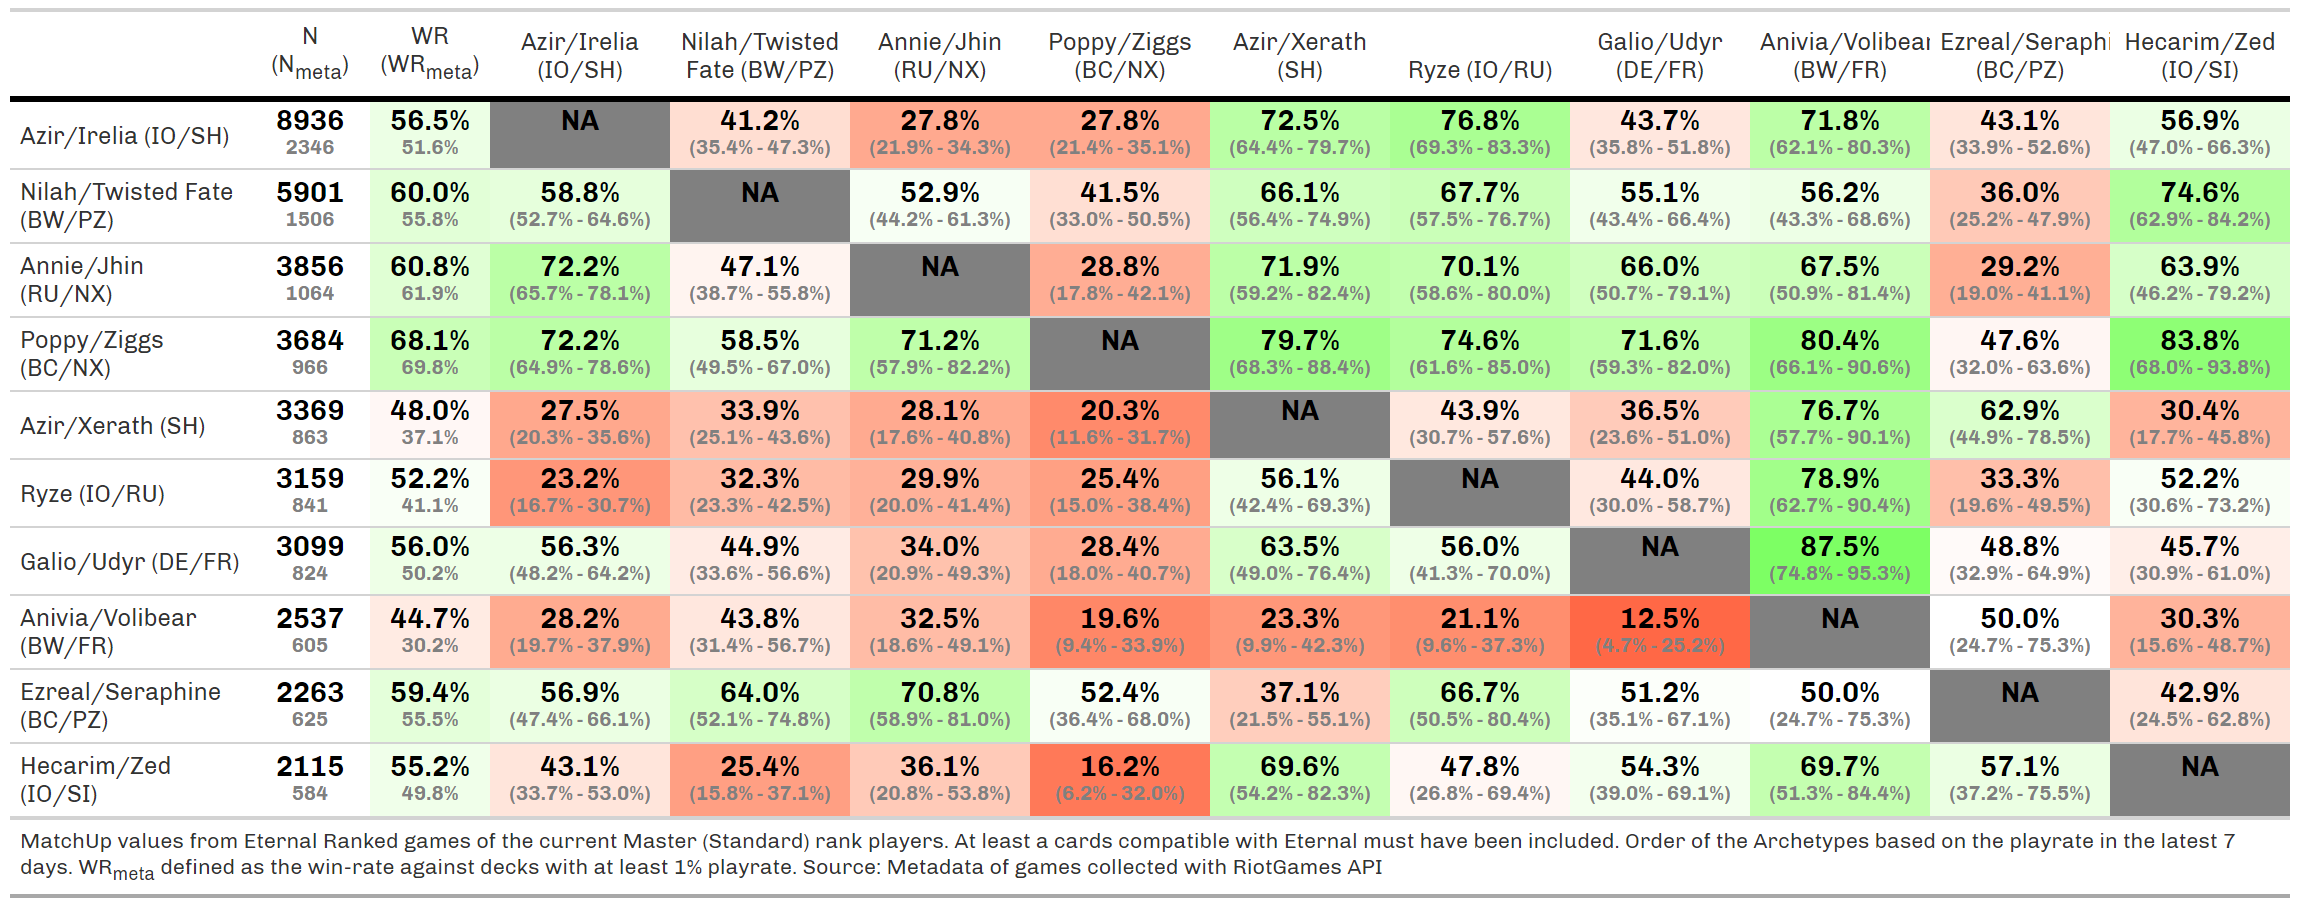 N WR Azir/Irelia Nilah/Twisted Annie/Jhin Poppy/Ziggs Azir/Xerath Galio/Udyr Anivia/Volibear Ezreal/Seraphi Hecarim/Zed
(Nmeta) (WRmeta) (IO/SH) Fate (BW/PZ) (RU/NX) (BC/NX) (SH) Ryze (IO/RU) (DE/FR) (BW/FR) (BC/PZ) (IO/SI)
Azir/Irelia (IO/SH) 8936 56.5% NA 41.2% 27.8% 27.8% 72.5% 76.8% 43.7% 71.8% 43.1% 56.9%
2346 51.6% (35.4% - 47.3%) (21.9% - 34.3%) (21.4% - 35.1%) (64.4% - 79.7%) (69.3% - 83.3%) (35.8% - 51.8%) (62.1% - 80.3%) (33.9% - 52.6%) (47.0% - 66.3%)
Nilah/Twisted Fate 5901 60.0% 58.8% NA 52.9% 41.5% 66.1% 67.7% 55.1% 56.2% 36.0% 74.6%
(BW/PZ) 1506 55.8% (52.7% - 64.6%) (44.2% - 61.3%) (33.0% - 50.5%) (56.4% - 74.9%) (57.5% - 76.7%) (43.4% - 66.4%) (43.3% - 68.6%) (25.2% - 47.9%) (62.9% - 84.2%)
Annie/Jhin 3856 60.8% 72.2% 47.1% NA 28.8% 71.9% 70.1% 66.0% 67.5% 29.2% 63.9%
(RU/NX) 1064 61.9% (65.7% - 78.1%) (38.7% - 55.8%) (17.8% - 42.1%) (59.2% - 82.4%) (58.6% - 80.0%) (50.7% - 79.1%) (50.9% - 81.4%) (19.0% - 41.1%) (46.2% - 79.2%)
Poppy/Ziggs 3684 68.1% 72.2% 58.5% 71.2% NA 79.7% 74.6% 71.6% 80.4% 47.6% 83.8%
(BC/NX) 966 69.8% (64.9% - 78.6%) (49.5% - 67.0%) (57.9% - 82.2%) (68.3% - 88.4%) (61.6% - 85.0%) (59.3% - 82.0%) (66.1% - 90.6%) (32.0% - 63.6%) (68.0% - 93.8%)
Azir/Xerath (SH) 3369 48.0% 27.5% 33.9% 28.1% 20.3% NA 43.9% 36.5% 76.7% 62.9% 30.4%
863 37.1% (20.3% - 35.6%) (25.1% - 43.6%) (17.6% - 40.8%) (11.6% - 31.7%) (30.7% - 57.6%) (23.6% - 51.0%) (57.7% - 90.1%) (44.9% - 78.5%) (17.7% - 45.8%)
Ryze (IO/RU) 3159 52.2% 23.2% 32.3% 29.9% 25.4% 56.1% NA 44.0% 78.9% 33.3% 52.2%
841 41.1% (16.7% - 30.7%) (23.3% - 42.5%) (20.0% - 41.4%) (15.0% - 38.4%) (42.4% - 69.3%) (30.0% - 58.7%) (62.7% - 90.4%) (19.6% - 49.5%) (30.6% - 73.2%)
Galio/Udyr (DE/FR) 3099 56.0% 56.3% 44.9% 34.0% 28.4% 63.5% 56.0% NA 87.5% 48.8% 45.7%
824 50.2% (48.2% - 64.2%) (33.6% - 56.6%) (20.9% - 49.3%) (18.0% - 40.7%) (49.0% - 76.4%) (41.3% - 70.0%) (74.8% - 95.3%) (32.9% - 64.9%) (30.9% - 61.0%)
Anivia/Volibear 2537 44.7% 28.2% 43.8% 32.5% 19.6% 23.3% 21.1% 12.5% NA 50.0% 30.3%
(BW/FR) 605 30.2% (19.7% - 37.9%) (31.4% - 56.7%) (18.6% - 49.1%) (9.4% - 33.9%) (9.9% - 42.3%) (9.6% - 37.3%) (4.7% - 25.2%) (24.7% - 75.3%) (15.6% - 48.7%)
Ezreal/Seraphine 2263 59.4% 56.9% 64.0% 70.8% 52.4% 37.1% 66.7% 51.2% 50.0% NA 42.9%
(BC/PZ) 625 55.5% (47.4% - 66.1%) (52.1% - 74.8%) (58.9% - 81.0%) (36.4% - 68.0%) (21.5% - 55.1%) (50.5% - 80.4%) (35.1% - 67.1%) (24.7% - 75.3%) (24.5% - 62.8%)
Hecarim/Zed 2115 55.2% 43.1% 25.4% 36.1% 16.2% 69.6% 47.8% 54.3% 69.7% 57.1% NA
(IO/SI) 584 49.8% (33.7% - 53.0%) (15.8% - 37.1%) (20.8% - 53.8%) (6.2% - 32.0%) (54.2% - 82.3%) (26.8% - 69.4%) (39.0% - 69.1%) (51.3% - 84.4%) (37.2% - 75.5%)
MatchUp values from Eternal Ranked games of the current Master (Standard) rank players. At least a cards compatible with Eternal must have been included. Order of the Archetypes based on the playrate in the latest 7
days. WRmeta defined as the win-rate against decks with at least 1% playrate. Source: Metadata of games collected with RiotGames API